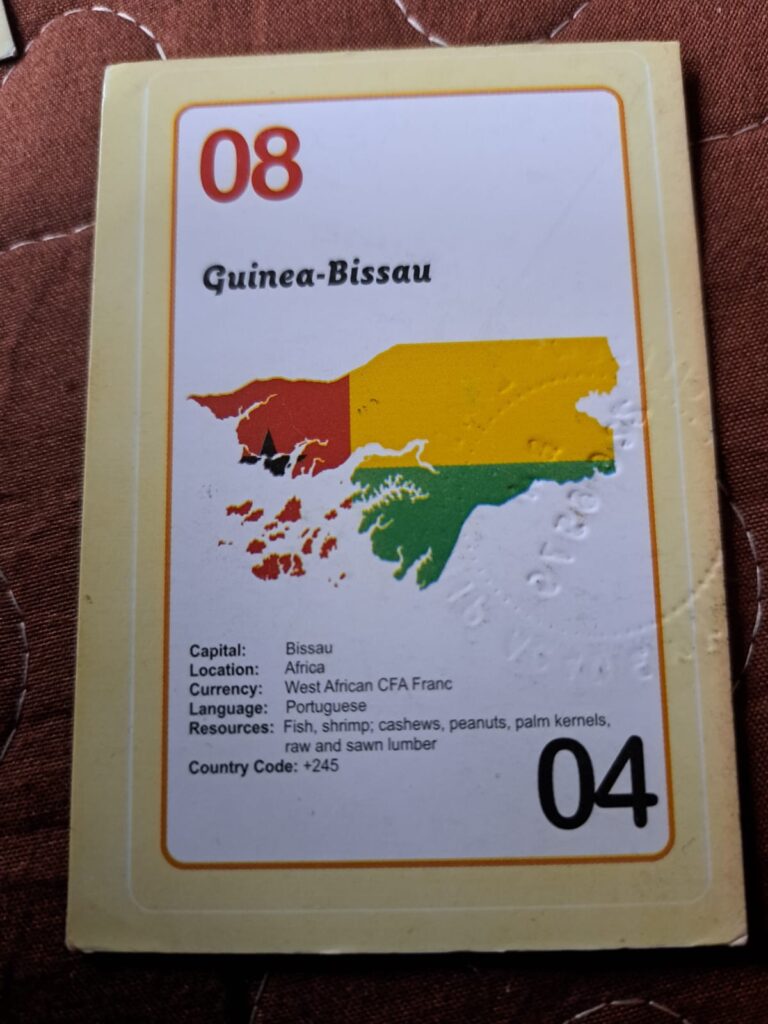 08
Guinea-Bissau
Capital: Bissau
Location: Africa
Currency: West African CFA Franc
Language: Portuguese
Resources: Fish, shrimp; cashews, peanuts, palm kernels,
raw and sawn lumber
Country Code: +245
04